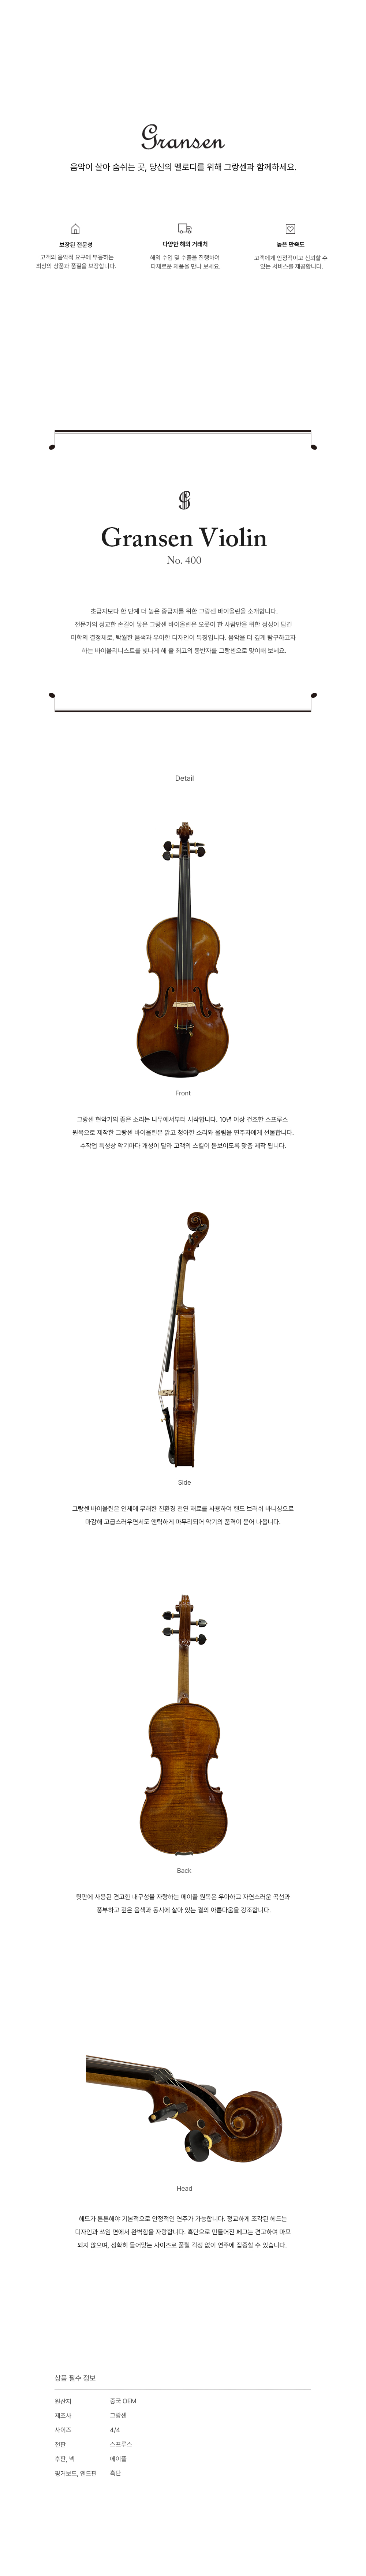 Gransen
음악이 살아 숨쉬는 곳, 당신의 멜로디를 위해 그랑센과 함께하세요.
보장된 전문성
고객의 음악적 요구에 부응하는
최상의 상품과 품질을 보장합니다.
다양한 해외 거래처
해외 수입 및 수출을 진행하여
다채로운 제품을 만나 보세요.
높은 만족도
고객에게 안정적이고 신뢰할 수
있는 서비스를 제공합니다.
Gransen Violin
No. 400
초급자보다 한 단계 더 높은 중급자를 위한 그랑센 바이올린을 소개합니다.
전문가의 정교한 손길이 닿은 그랑센 바이올린은 오롯이 한 사람만을 위한 정성이 담긴
미학의 결정체로, 탁월한 음색과 우아한 디자인이 특징입니다. 음악을 더 깊게 탐구하고자
하는 바이올리니스트를 빛나게 해 줄 최고의 동반자를 그랑센으로 맞이해 보세요.
Detail
Front
그랑센 현악기의 좋은 소리는 나무에서부터 시작합니다. 10년 이상 건조한 스프루스
원목으로 제작한 그랑센 바이올린은 맑고 청아한 소리와 울림을 연주자에게 선물합니다.
수작업 특성상 악기마다 개성이 달라 고객의 스킬이 돋보이도록 맞춤 제작 됩니다.
Side
그랑센 바이올린은 인체에 무해한 친환경 천연 재료를 사용하여 핸드 브러쉬 바니싱으로
마감해 고급스러우면서도 앤틱하게 마무리되어 악기의 품격이 묻어 나옵니다.
Back
뒷판에 사용된 견고한 내구성을 자랑하는 메이플 원목은 우아하고 자연스러운 곡선과
풍부하고 깊은 음색과 동시에 살아 있는 결의 아름다움을 강조합니다.
Head
헤드가 튼튼해야 기본적으로 안정적인 연주가 가능합니다. 정교하게 조각된 헤드는
디자인과 쓰임 면에서 완벽함을 자랑합니다. 흑단으로 만들어진 페그는 견고하여 마모
되지 않으며, 정확히 들어맞는 사이즈로 풀릴 걱정 없이 연주에 집중할 수 있습니다.
상품 필수 정보
원산지 중국 OEM
제조사 그랑센
사이즈 4/4
전판 스프루스
후판, 넥 메이플
핑거보드, 엔드핀 흑단